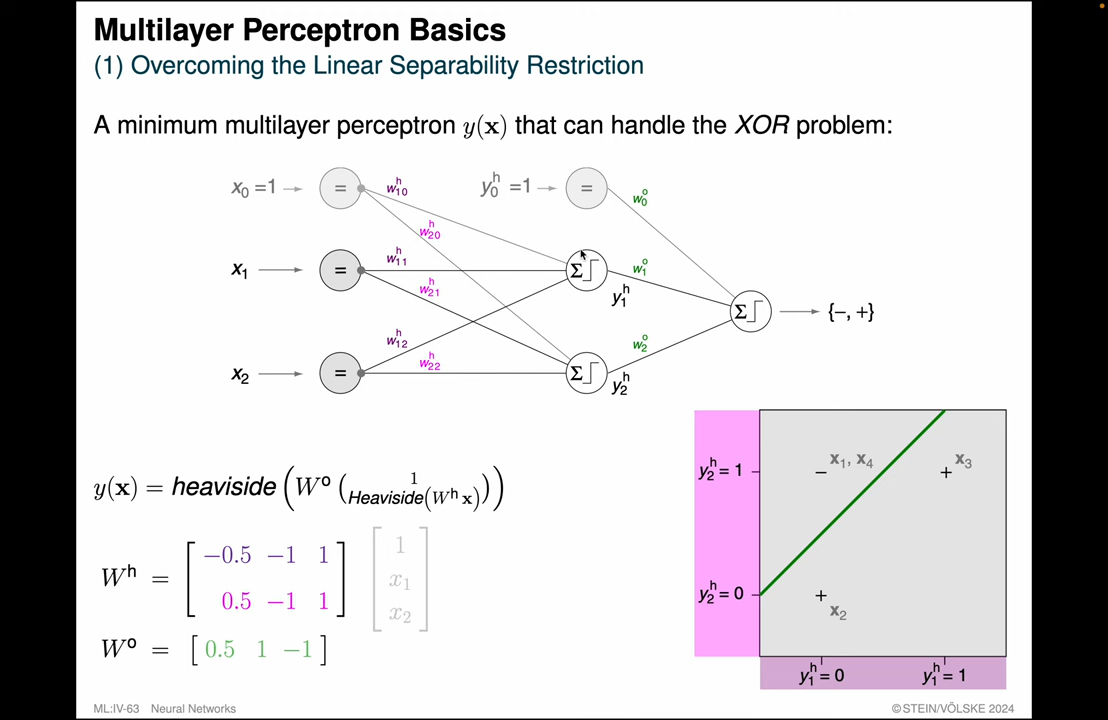 Multilayer Perceptron Basics
(1) Overcoming the Linear Separability Restriction
A minimum multilayer perceptron y(x) that can handle the XOR problem:
x₀ =1 → = w₁₀ʰ y₀ʰ =1 → = w₀ᵒ
w₂₀ʰ
x₁ → = w₁₁ʰ Σ w₁ᵒ
w₂₁ʰ y₁ʰ
Σ → {−, +}
w₁₂ʰ w₂ᵒ
x₂ → = w₂₂ʰ Σ y₂ʰ
y₂ʰ = 1 − x₁, x₄ + x₃
y₂ʰ = 0 + x₂
y₁ʰ = 0 y₁ʰ = 1
y(x) = heaviside (Wᵒ (1 Heaviside(Wʰ x)))
Wʰ = [−0.5 −1 1
0.5 −1 1] [1 x₁ x₂]
Wᵒ = [0.5 1 −1]
ML:IV-63 Neural Networks ©STEIN/VÖLSKE 2024